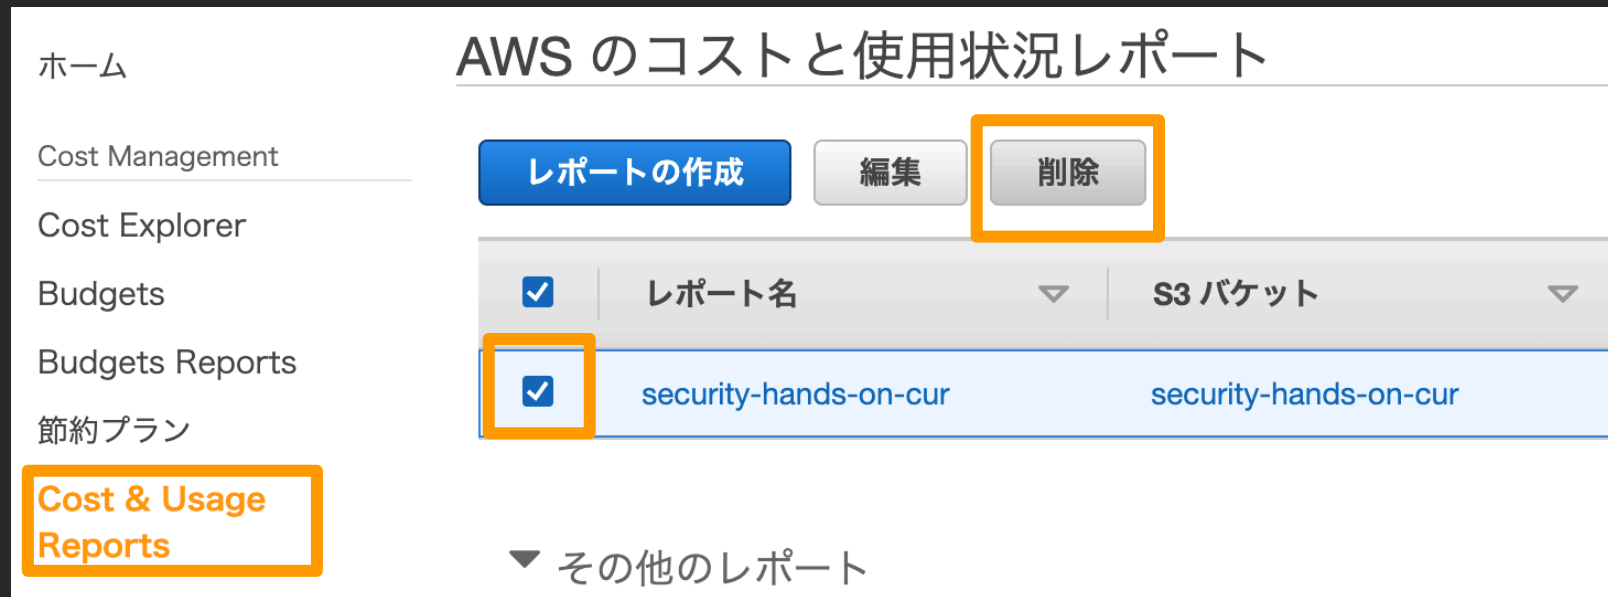 ホーム
AWS のコストと使用状況レポート
Cost Management
レポートの作成
編集
削除
Cost Explorer
Budgets
Budgets Reports
節約プラン
Cost & Usage
Reports
レポート名
S3 バケット
security-hands-on-cur
security-hands-on-cur
その他のレポート